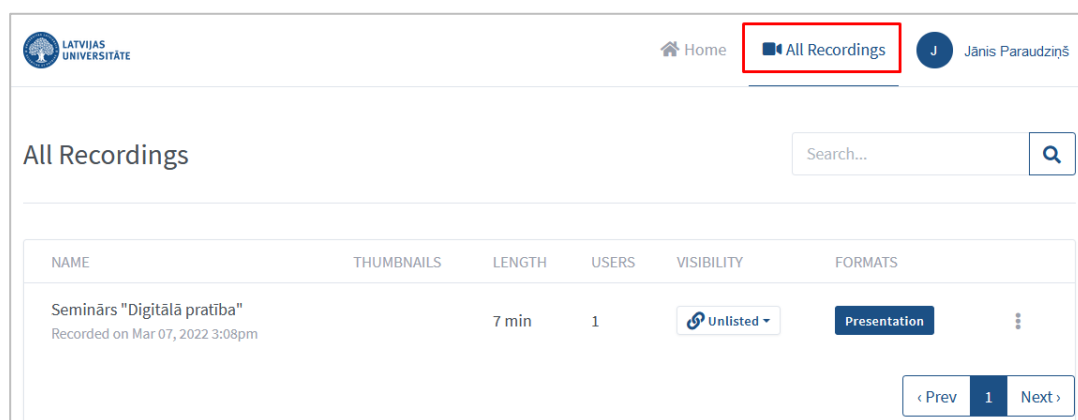 LATVIJAS
UNIVERSITĀTE
Home
All Recordings
J
Jānis Paraudziņš
All Recordings
Search...
NAME THUMBNAILS LENGTH USERS VISIBILITY FORMATS
Seminārs "Digitālā pratība"
Recorded on Mar 07, 2022 3:08pm
7 min
1
Unlisted
Presentation
‹ Prev 1 Next ›